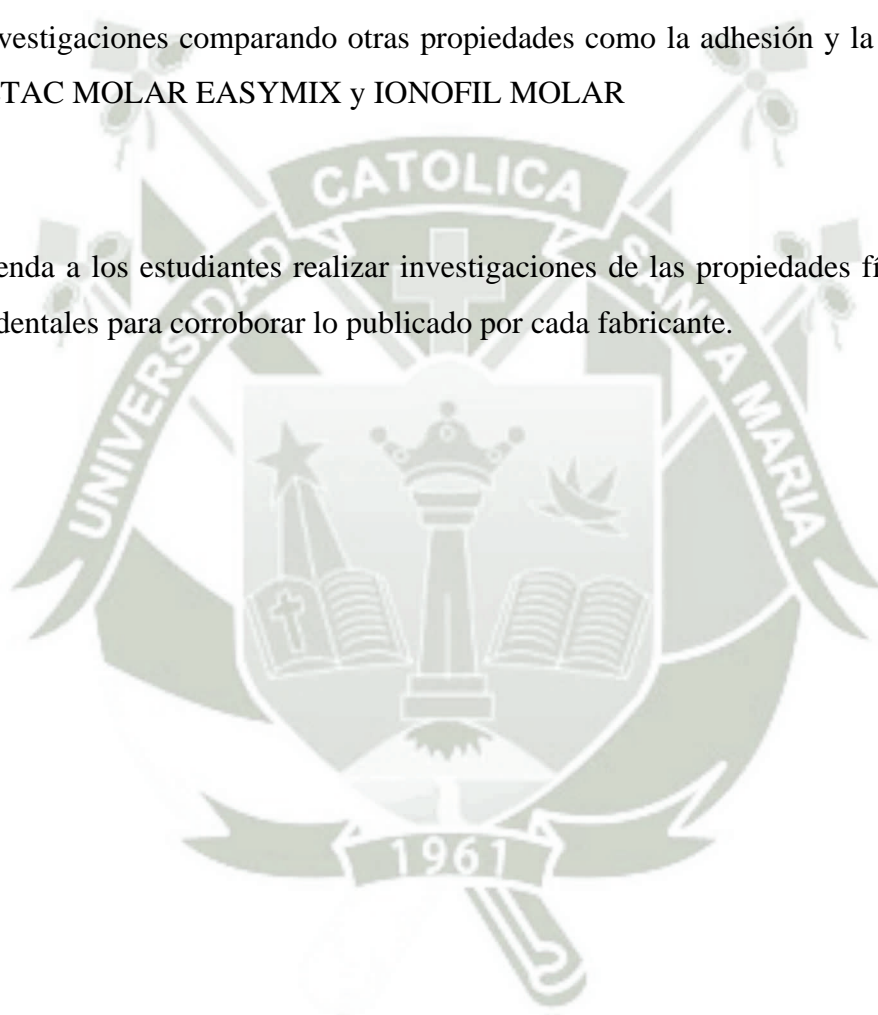 vestigaciones comparando otras propiedades como la adhesión y la
TAC MOLAR EASYMIX y IONOFIL MOLAR
enda a los estudiantes realizar investigaciones de las propiedades fí
dentales para corroborar lo publicado por cada fabricante.
UNIVERSIDAD CATOLICA SANTA MARIA
1961